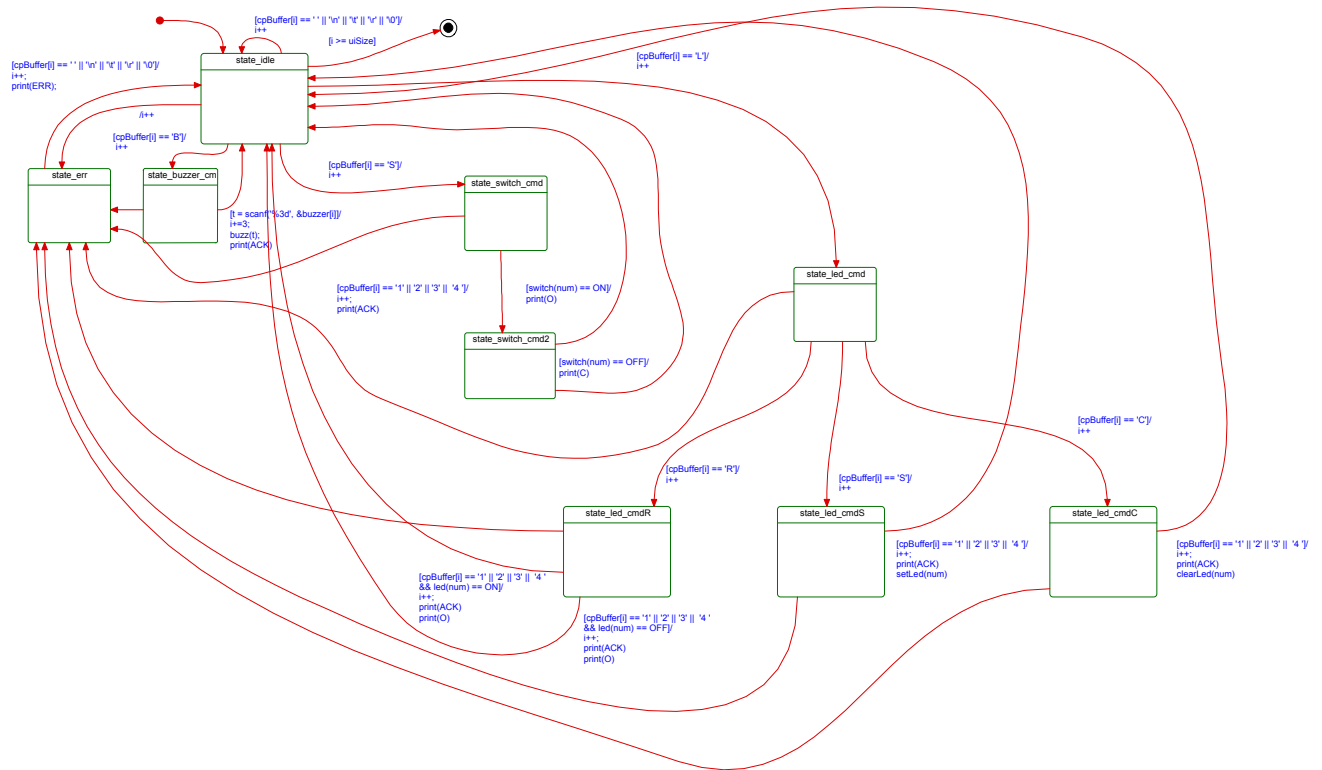 [cpBuffer[i] == ' ' || '\n' || '\t' || '\r' || '\0']/
i++
[i >= uiSize]
state_idle
[cpBuffer[i] == 'L']/
i++
[cpBuffer[i] == ' ' || '\n' || '\t' || '\r' || '\0']/
i++;
print(ERR);
/i++
[cpBuffer[i] == 'B']/
i++
state_err
state_buzzer_cm
[cpBuffer[i] == 'S']/
i++
state_switch_cmd
[t = scanf("%3d", &buzzer[i]]/
i+=3;
buzz(t);
print(ACK)
state_led_cmd
[cpBuffer[i] == '1' || '2' || '3' || '4 ']/
i++;
print(ACK)
[switch(num) == ON]/
print(O)
state_switch_cmd2
[switch(num) == OFF]/
print(C)
[cpBuffer[i] == 'C']/
i++
[cpBuffer[i] == 'R']/
i++
[cpBuffer[i] == 'S']/
i++
state_led_cmdR
state_led_cmdS
state_led_cmdC
[cpBuffer[i] == '1' || '2' || '3' || '4 ']/
i++;
print(ACK)
setLed(num)
[cpBuffer[i] == '1' || '2' || '3' || '4 ']/
i++;
print(ACK)
clearLed(num)
[cpBuffer[i] == '1' || '2' || '3' || '4 '
&& led(num) == ON]/
i++;
print(ACK)
print(O)
[cpBuffer[i] == '1' || '2' || '3' || '4 '
&& led(num) == OFF]/
i++;
print(ACK)
print(O)